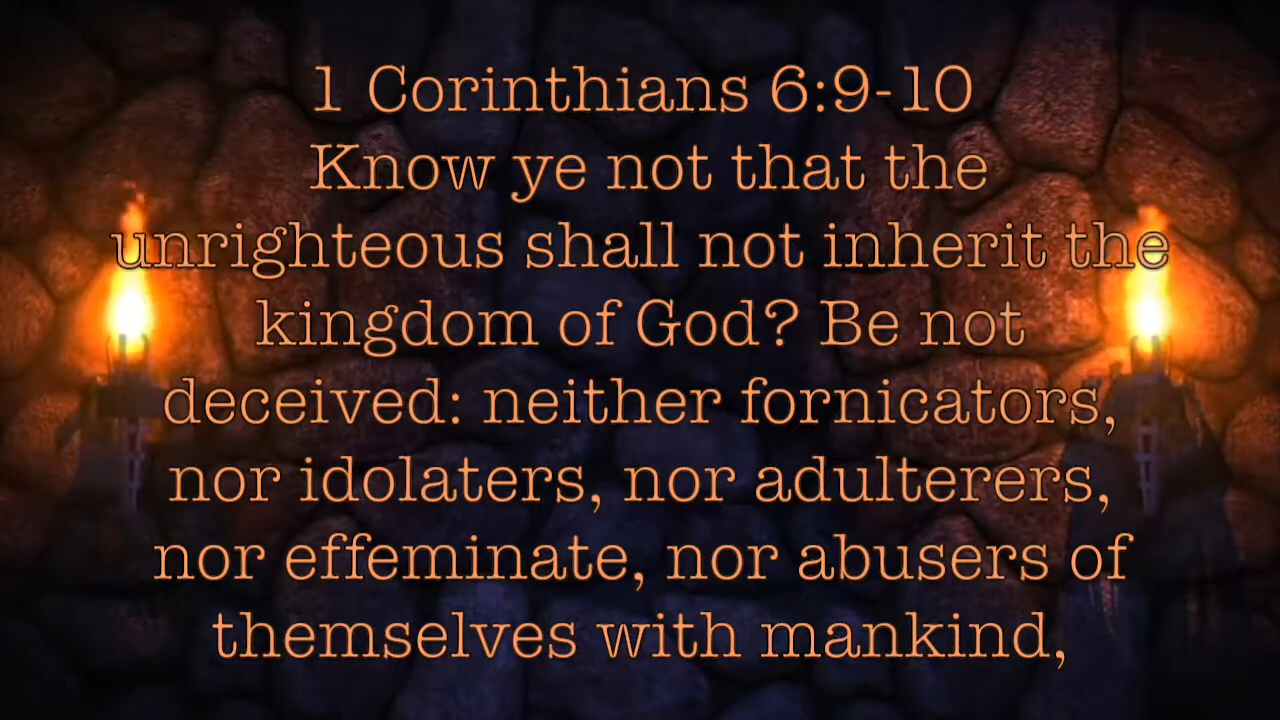 1 Corinthians 6:9-10
Know ye not that the
unrighteous shall not inherit the
kingdom of God? Be not
deceived: neither fornicators,
nor idolaters, nor adulterers,
nor effeminate, nor abusers of
themselves with mankind,